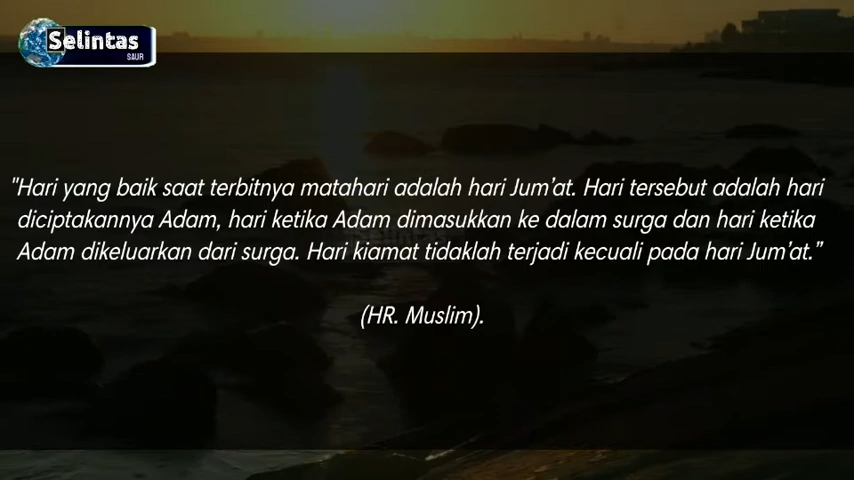 Selintas
SAUR
"Hari yang baik saat terbitnya matahari adalah hari Jum’at. Hari tersebut adalah hari
diciptakannya Adam, hari ketika Adam dimasukkan ke dalam surga dan hari ketika
Adam dikeluarkan dari surga. Hari kiamat tidaklah terjadi kecuali pada hari Jum’at.”
(HR. Muslim).